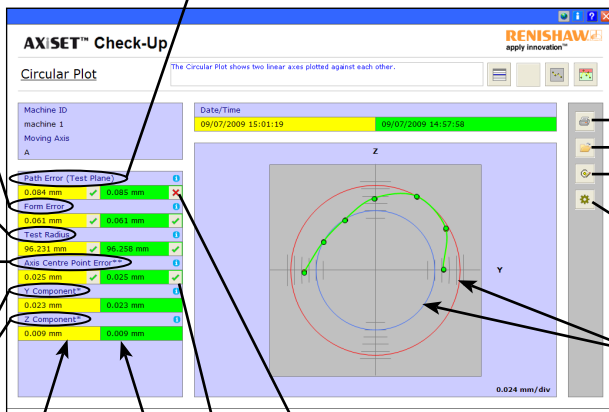 AXiSET™ Check-Up
RENISHAW
apply innovation™
Circular Plot
The Circular Plot shows two linear axes plotted against each other.
Machine ID
machine 1
Moving Axis
A
Date/Time
09/07/2009 15:01:19 09/07/2009 14:57:58
Path Error (Test Plane)
0.084 mm 0.085 mm
Form Error
0.061 mm 0.061 mm
Test Radius
96.231 mm 96.258 mm
Axis Centre Point Error**
0.025 mm 0.025 mm
Y Component*
0.023 mm 0.023 mm
Z Component*
0.009 mm 0.009 mm
Z
Y
0.024 mm/div